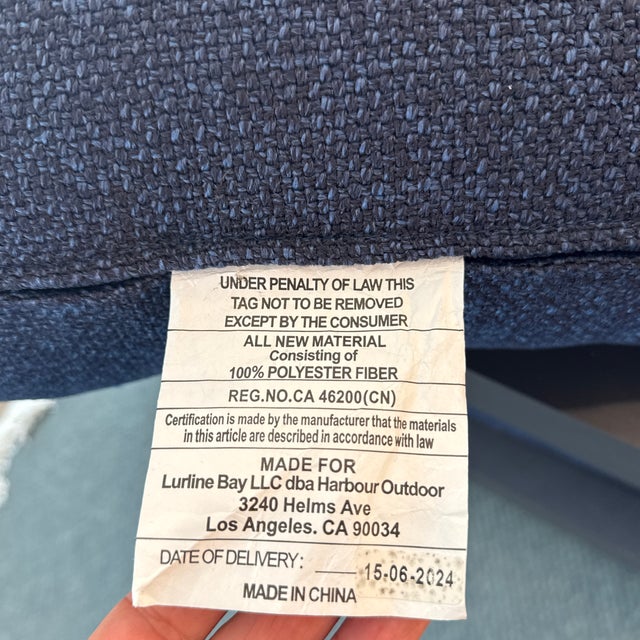 UNDER PENALTY OF LAW THIS
TAG NOT TO BE REMOVED
EXCEPT BY THE CONSUMER
ALL NEW MATERIAL
Consisting of
100% POLYESTER FIBER
REG.NO.CA 46200(CN)
Certification is made by the manufacturer that the materials
in this article are described in accordance with law
MADE FOR
Lurline Bay LLC dba Harbour Outdoor
3240 Helms Ave
Los Angeles. CA 90034
DATE OF DELIVERY: 15-06-2024
MADE IN CHINA